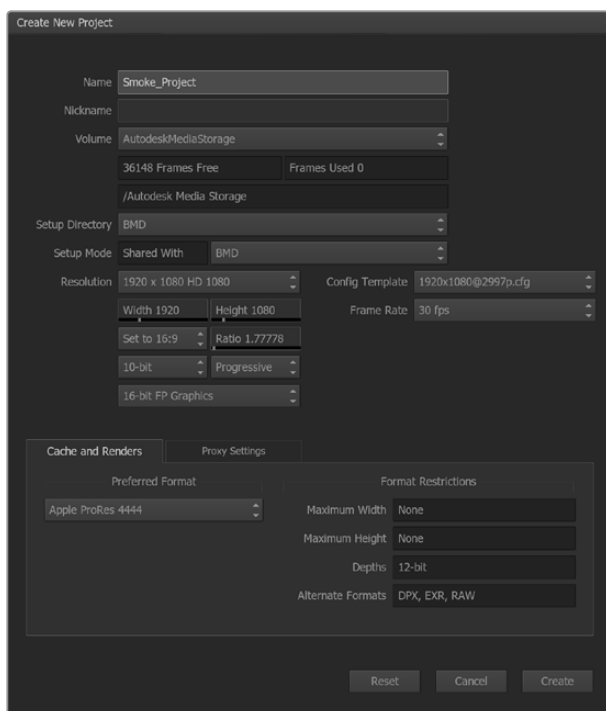 Create New Project
Name Smoke_Project
Nickname
Volume AutodeskMediaStorage
36148 Frames Free Frames Used 0
/Autodesk Media Storage
Setup Directory BMD
Setup Mode Shared With BMD
Resolution 1920 x 1080 HD 1080 Config Template 1920x1080@2997p.cfg
Width 1920 Height 1080 Frame Rate 30 fps
Set to 16:9 Ratio 1.77778
10-bit Progressive
16-bit FP Graphics
Cache and Renders Proxy Settings
Preferred Format Format Restrictions
Apple ProRes 4444 Maximum Width None
Maximum Height None
Depths 12-bit
Alternate Formats DPX, EXR, RAW
Reset Cancel Create